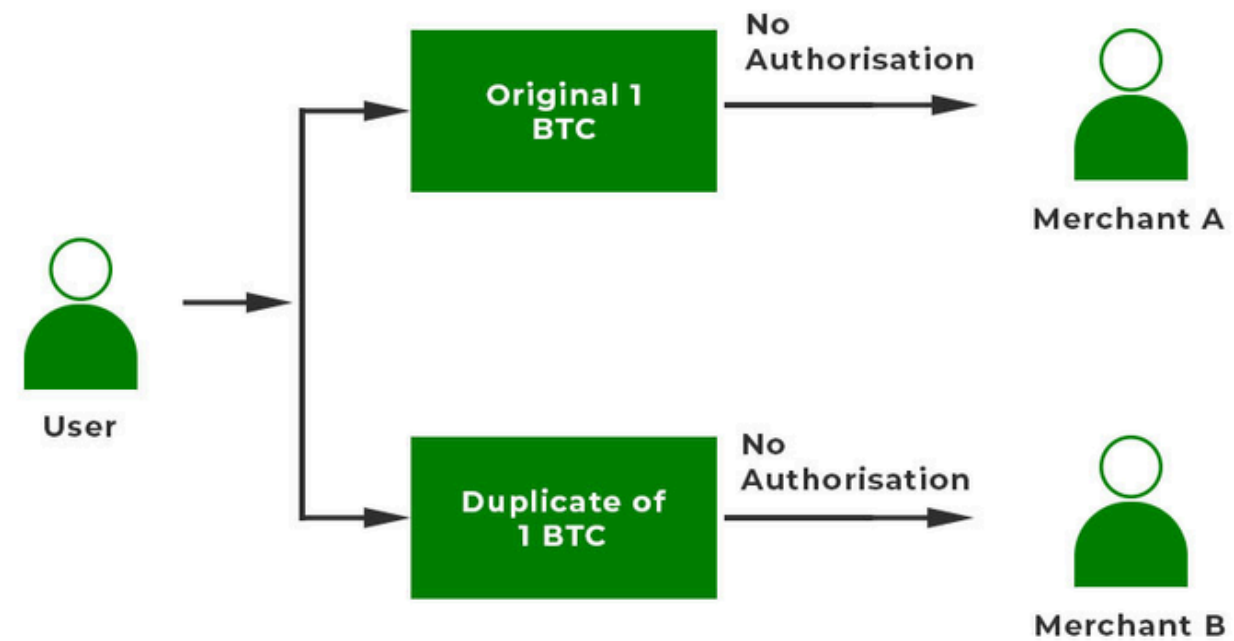 No
Authorisation
Original 1
BTC
Merchant A
User
No
Authorisation
Duplicate of
1 BTC
Merchant B